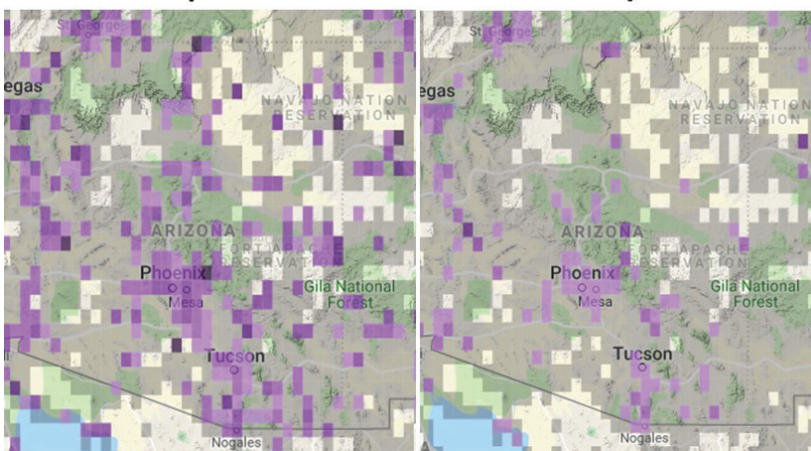 St. George
egas
NAVAJO NATION
RESERVATION
ARIZONA
FORT APACHE
RESERVATION
Phoenix
Mesa
Gila National
Forest
Tucson
Nogales
St. George
egas
NAVAJO NATION
RESERVATION
ARIZONA
FORT APACHE
RESERVATION
Phoenix
Mesa
Gila National
Forest
Tucson
Nogales